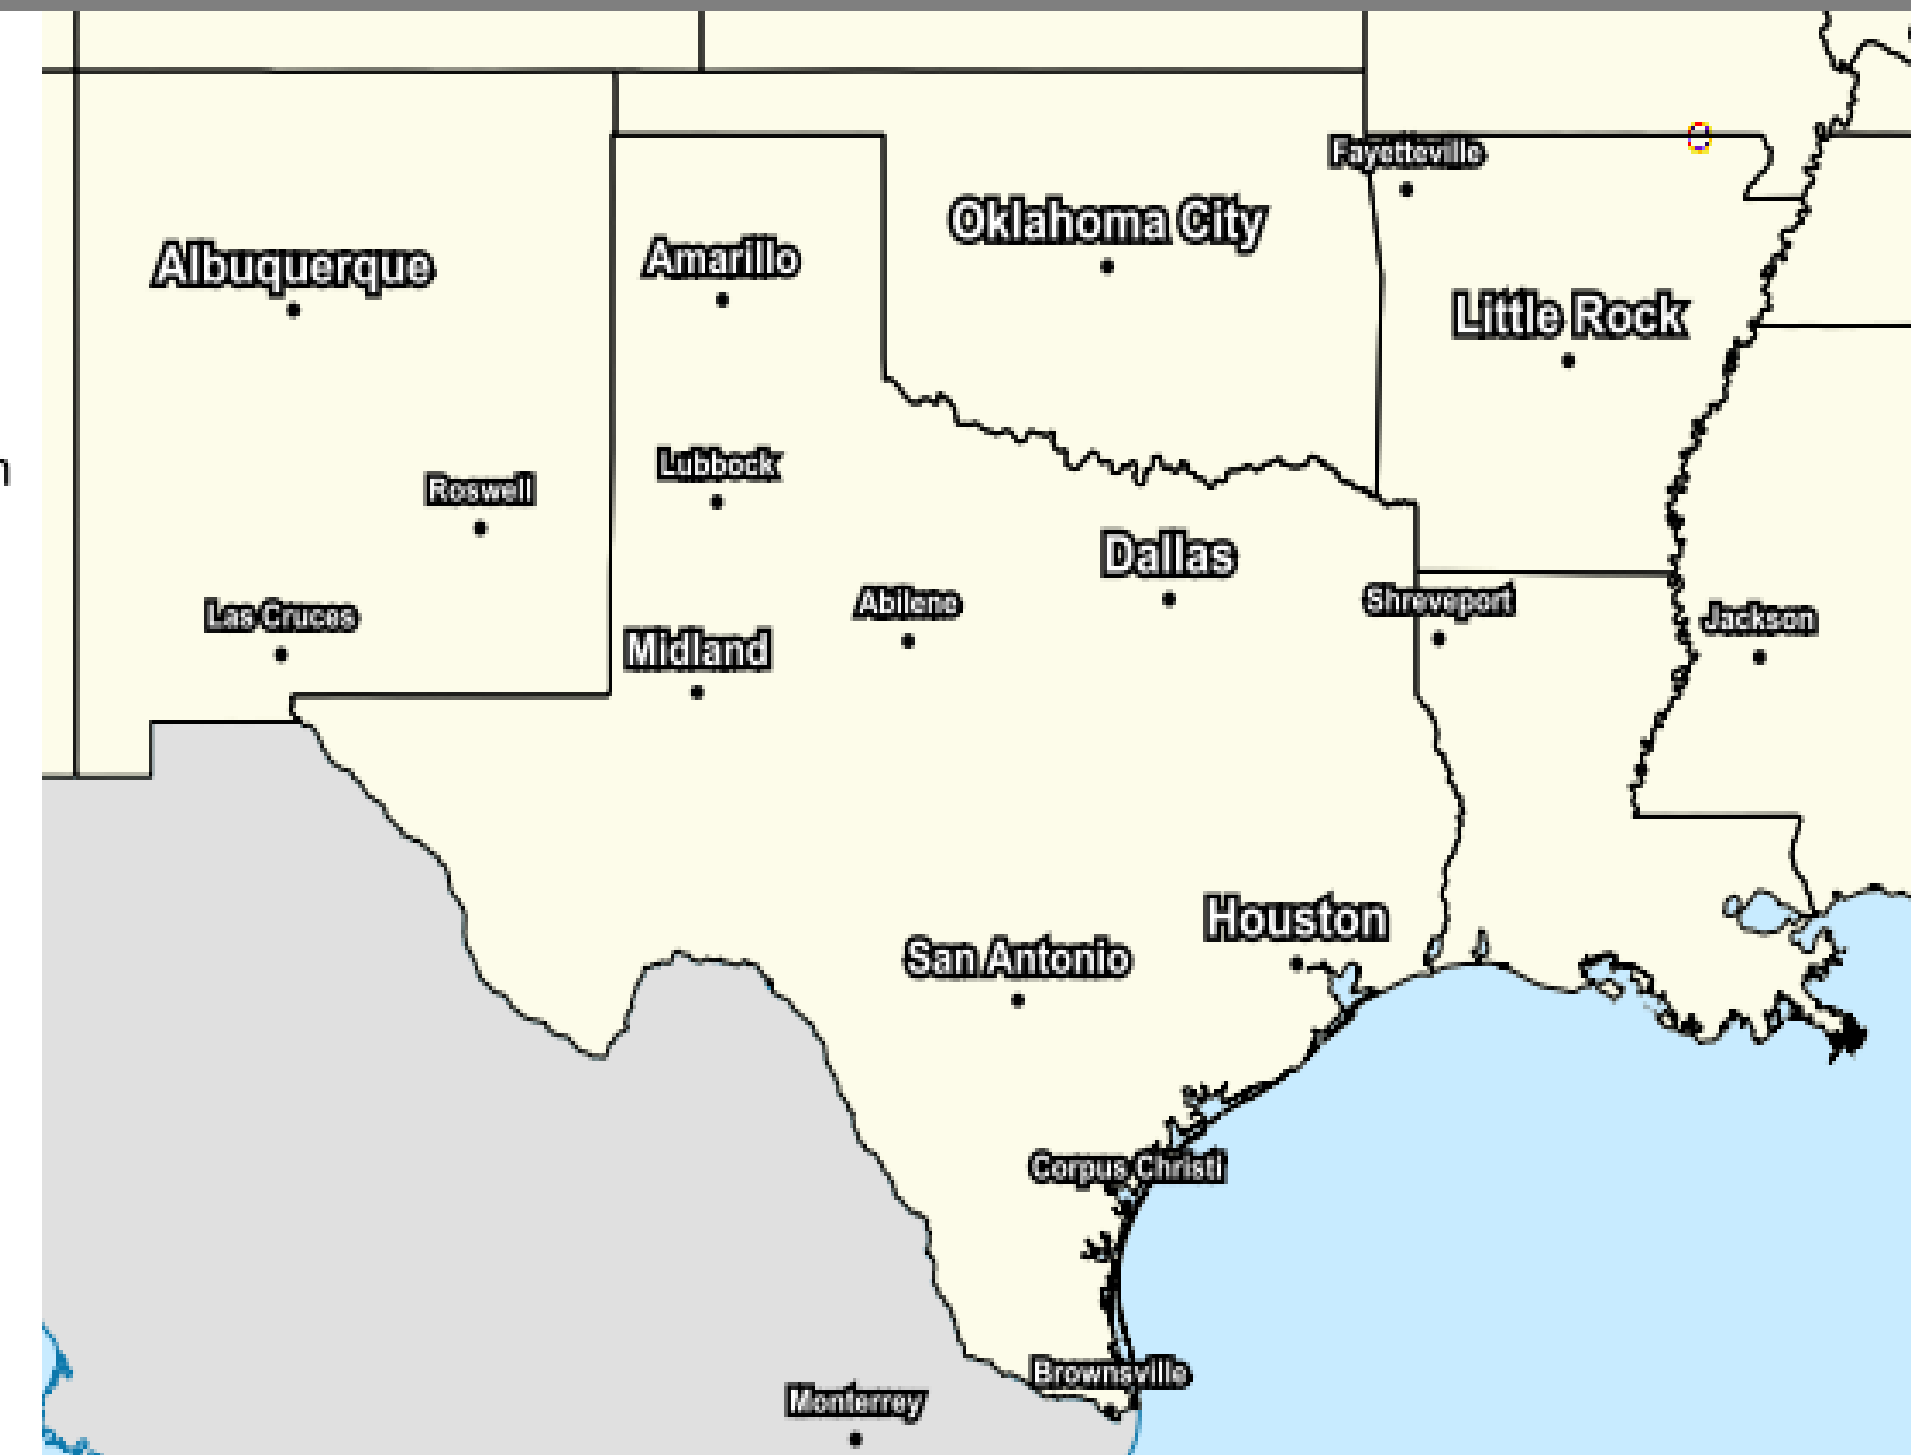 Fayetteville
Oklahoma City
Albuquerque
Amarillo
Little Rock
Lubbock
n
Roswell
Dallas
Abilene
Shreveport
Las Cruces
Jackson
Midland
Houston
San Antonio
Corpus Christi
Brownsville
Monterrey